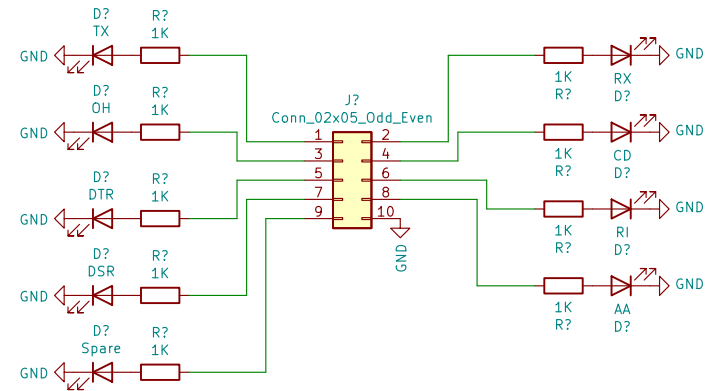 D?
TX
R?
1K
GND
D?
OH
R?
1K
GND
D?
DTR
R?
1K
GND
D?
DSR
R?
1K
GND
D?
Spare
R?
1K
GND
J?
Conn_02x05_Odd_Even
1 2
3 4
5 6
7 8
9 10
GND
GND
1K
R?
RX
D?
GND
1K
R?
CD
D?
GND
1K
R?
RI
D?
GND
1K
R?
AA
D?